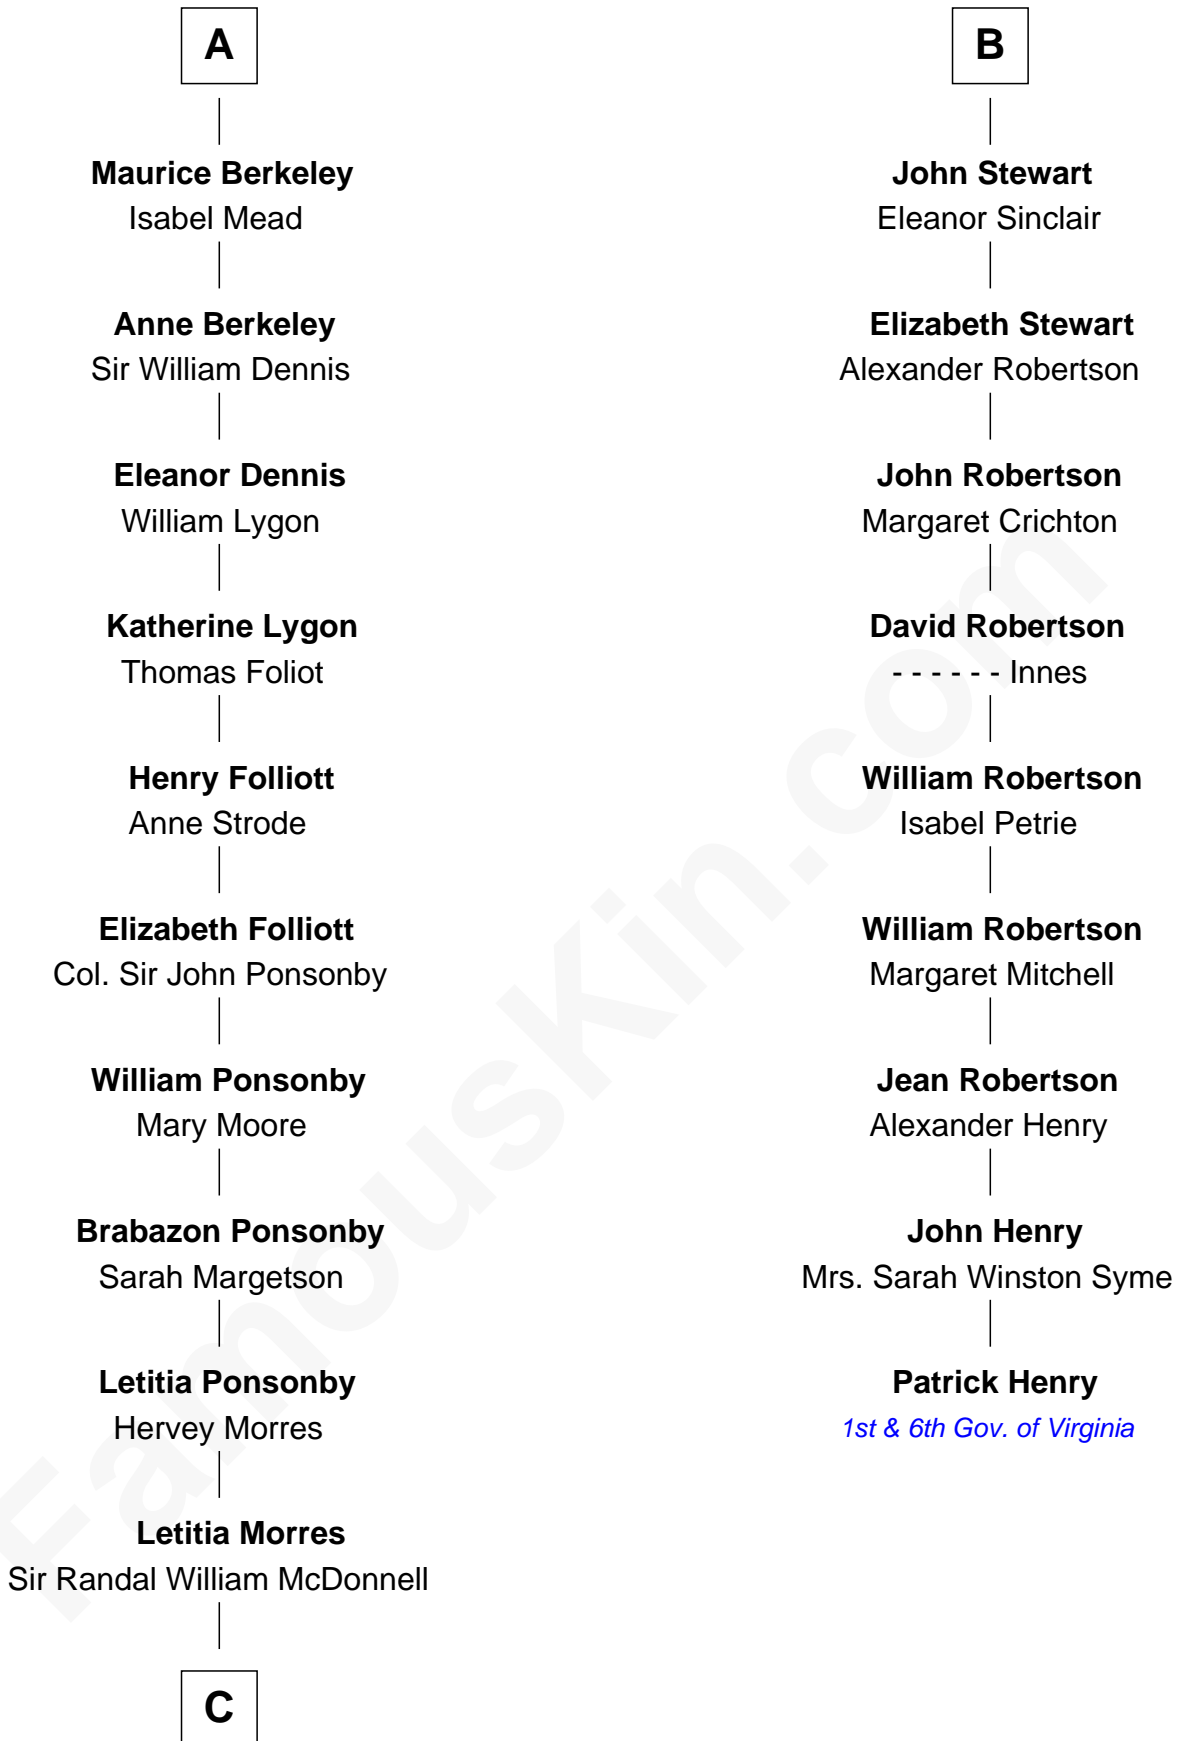 A
Maurice Berkeley
Isabel Mead
Anne Berkeley
Sir William Dennis
Eleanor Dennis
William Lygon
Katherine Lygon
Thomas Foliot
Henry Folliott
Anne Strode
Elizabeth Folliott
Col. Sir John Ponsonby
William Ponsonby
Mary Moore
Brabazon Ponsonby
Sarah Margetson
Letitia Ponsonby
Hervey Morres
Letitia Morres
Sir Randal William McDonnell
C
B
John Stewart
Eleanor Sinclair
Elizabeth Stewart
Alexander Robertson
John Robertson
Margaret Crichton
David Robertson
- - - - - - Innes
William Robertson
Isabel Petrie
William Robertson
Margaret Mitchell
Jean Robertson
Alexander Henry
John Henry
Mrs. Sarah Winston Syme
Patrick Henry
1st & 6th Gov. of Virginia
FamousKin.com